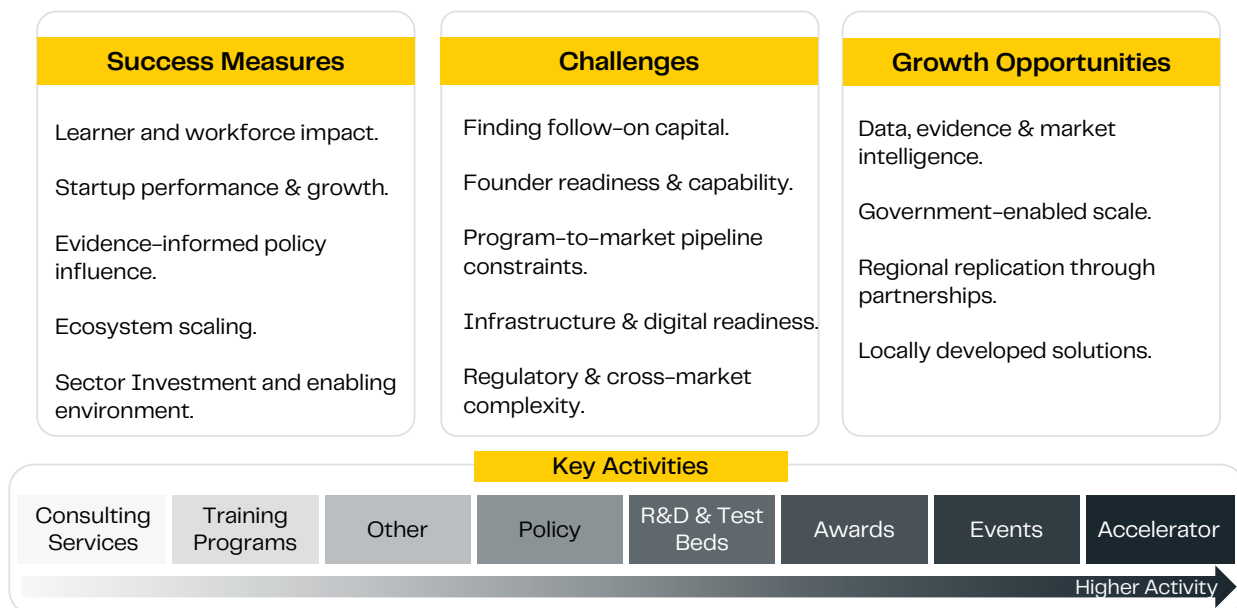 Success Measures
Learner and workforce impact.
Startup performance & growth.
Evidence-informed policy
influence.
Ecosystem scaling.
Sector Investment and enabling
environment.
Challenges
Finding follow-on capital.
Founder readiness & capability.
Program-to-market pipeline
constraints.
Infrastructure & digital readiness.
Regulatory & cross-market
complexity.
Growth Opportunities
Data, evidence & market
intelligence.
Government-enabled scale.
Regional replication through
partnerships.
Locally developed solutions.
Key Activities
Consulting
Services
Training
Programs
Other
Policy
R&D & Test
Beds
Awards
Events
Accelerator
Higher Activity